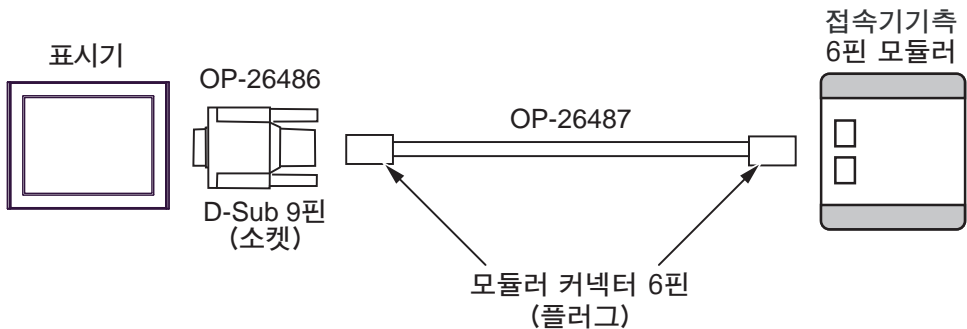 표시기
OP-26486
D-Sub 9핀
(소켓)
OP-26487
모듈러 커넥터 6핀
(플러그)
접속기기측
6핀 모듈러